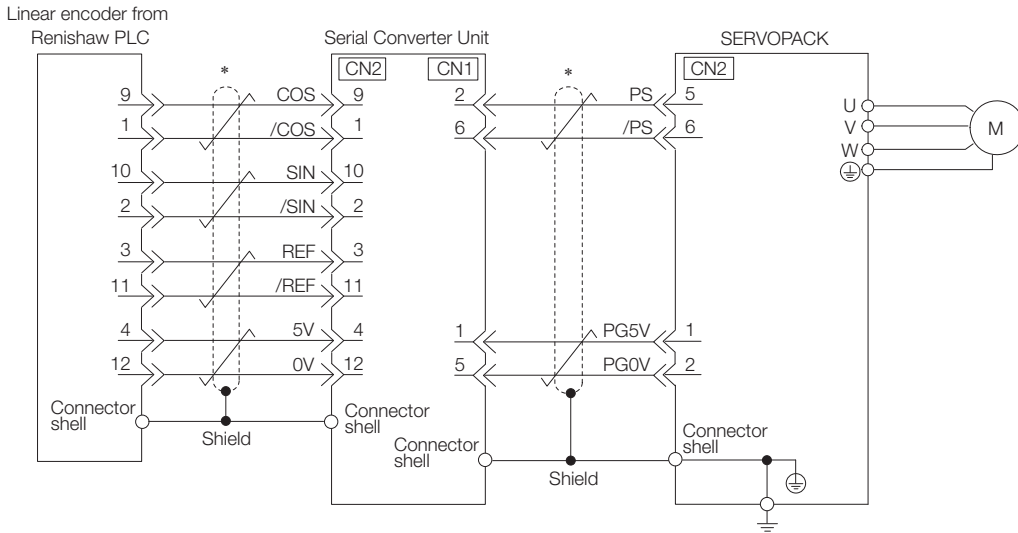 Linear encoder from
Renishaw PLC
Serial Converter Unit
SERVOPACK
CN2
CN1
CN2
*
*
9 COS 9
2 PS 5
1 /COS 1
6 /PS 6
10 SIN 10
2 /SIN 2
3 REF 3
11 /REF 11
4 5V 4
1 PG5V 1
12 0V 12
5 PG0V 2
U
V
W
M
Connector
shell
Shield
Connector
shell
Connector
shell
Shield
Connector
shell